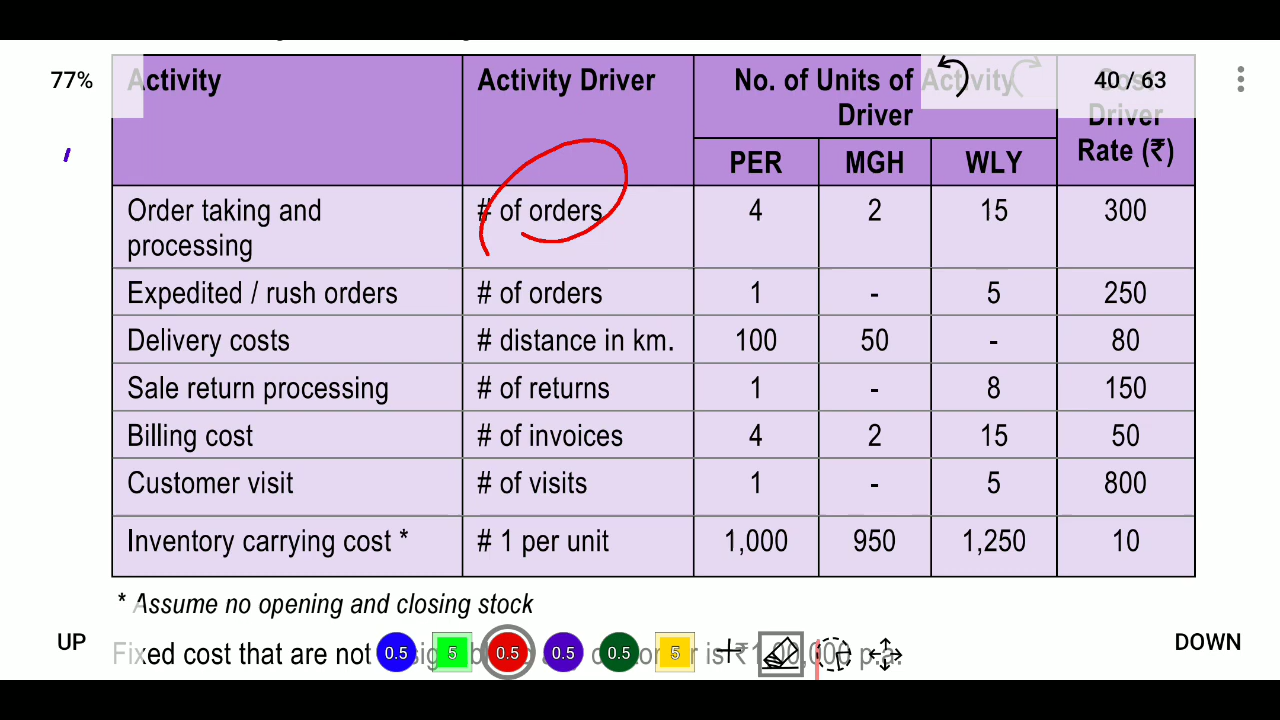 77%
40 / 63
Activity Activity Driver No. of Units of Activity Cost
Driver Driver
PER MGH WLY Rate (₹)
Order taking and # of orders 4 2 15 300
processing
Expedited / rush orders # of orders 1 - 5 250
Delivery costs # distance in km. 100 50 - 80
Sale return processing # of returns 1 - 8 150
Billing cost # of invoices 4 2 15 50
Customer visit # of visits 1 - 5 800
Inventory carrying cost * # 1 per unit 1,000 950 1,250 10
* Assume no opening and closing stock
UP 0.5 5 0.5 0.5 0.5 5 DOWN
Fixed cost that are not is p.a.